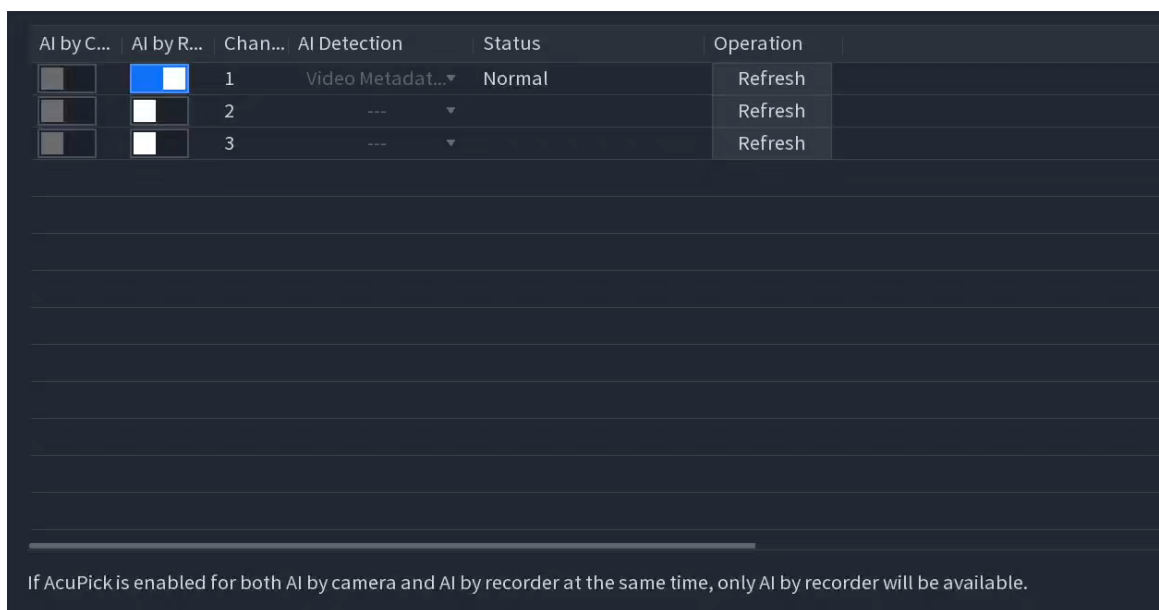 AI by C... AI by R... Chan... AI Detection Status Operation
1 Video Metadat... Normal Refresh
2 --- Refresh
3 --- Refresh
If AcuPick is enabled for both AI by camera and AI by recorder at the same time, only AI by recorder will be available.